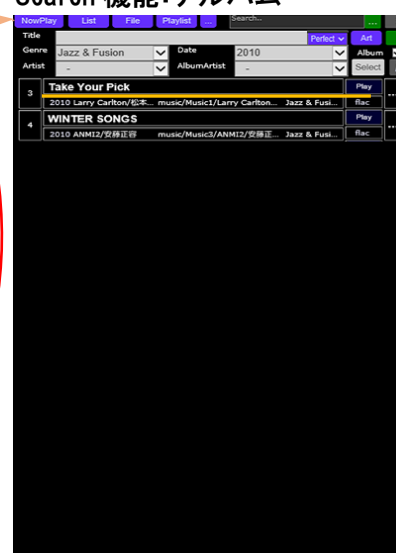 Search 機能:アルバム
NowPlay List File Playlist ... Search... ...
Title Perfect Art
Genre Jazz & Fusion Date 2010 Album
Artist - AlbumArtist - Select
3 Take Your Pick Play
2010 Larry Carlton/松本... music/Music1/Larry Carlton... Jazz & Fusi... flac ...
4 WINTER SONGS Play
2010 ANMI2/安藤正容 music/Music3/ANMI2/安藤正... Jazz & Fusi... flac ...